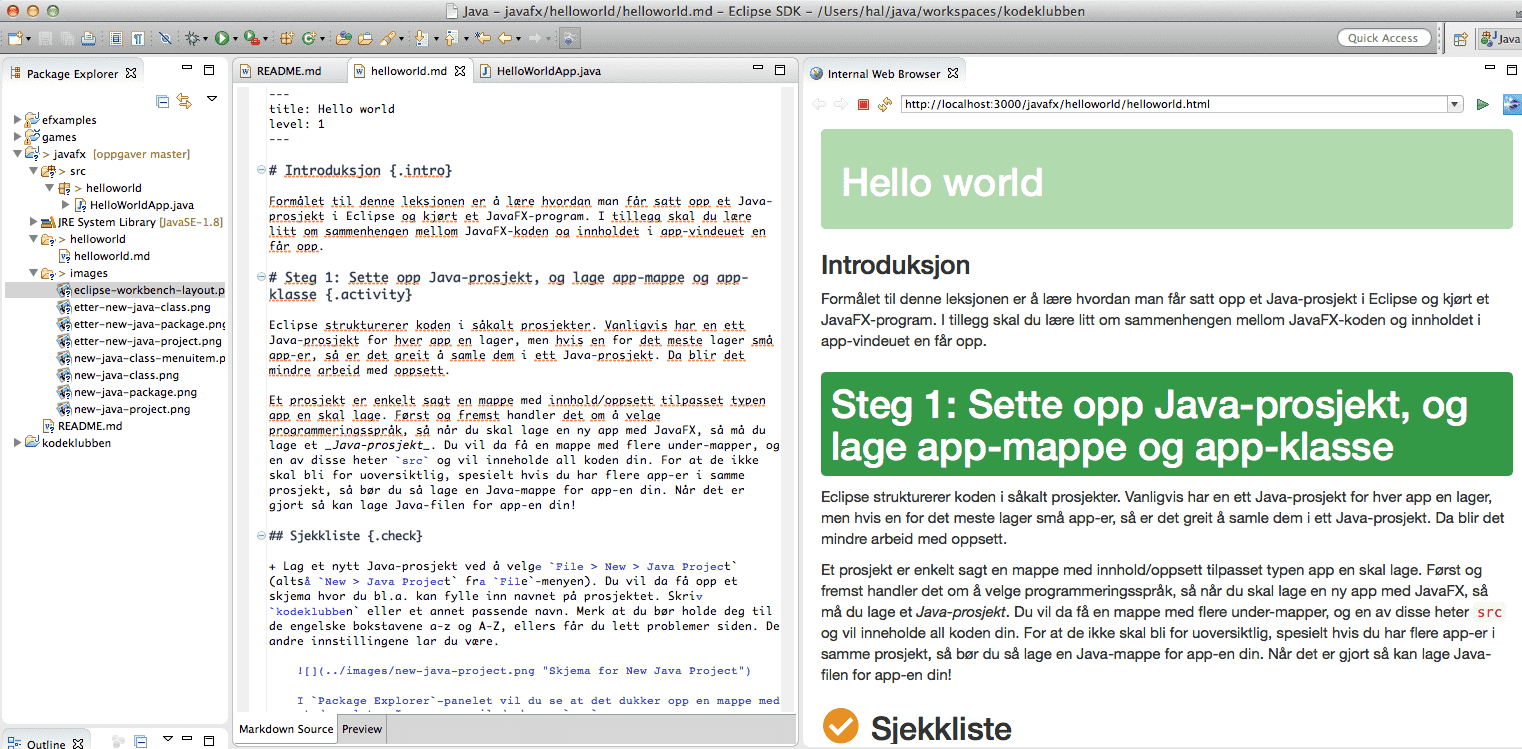 Java – javafx/helloworld/helloworld.md – Eclipse SDK – /Users/hal/java/workspaces/kodeklubben
Quick Access
Java
Package Explorer
efxamples
games
> javafx [oppgaver master]
> src
> helloworld
HelloWorldApp.java
JRE System Library [JavaSE-1.8]
> helloworld
helloworld.md
> images
eclipse-workbench-layout.p
etter-new-java-class.png
etter-new-java-package.png
etter-new-java-project.png
new-java-class-menuitem.p
new-java-class.png
new-java-package.png
new-java-project.png
README.md
kodeklubben
Outline
README.md
helloworld.md
HelloWorldApp.java
---
title: Hello world
level: 1
---
# Introduksjon {.intro}
Formålet til denne leksjonen er å lære hvordan man får satt opp et Java-
prosjekt i Eclipse og kjørt et JavaFX-program. I tillegg skal du lære
litt om sammenhengen mellom JavaFX-koden og innholdet i app-vindeuet en
får opp.
# Steg 1: Sette opp Java-prosjekt, og lage app-mappe og app-
klasse {.activity}
Eclipse strukturerer koden i såkalt prosjekter. Vanligvis har en ett
Java-prosjekt for hver app en lager, men hvis en for det meste lager små
app-er, så er det greit å samle dem i ett Java-prosjekt. Da blir det
mindre arbeid med oppsett.
Et prosjekt er enkelt sagt en mappe med innhold/oppsett tilpasset typen
app en skal lage. Først og fremst handler det om å velge
programmeringsspråk, så når du skal lage en ny app med JavaFX, så må du
lage et _Java-prosjekt_. Du vil da få en mappe med flere under-mapper, og
en av disse heter `src` og vil inneholde all koden din. For at de ikke
skal bli for uoversiktlig, spesielt hvis du har flere app-er i samme
prosjekt, så bør du så lage en Java-mappe for app-en din. Når det er
gjort så kan lage Java-filen for app-en din!
## Sjekkliste {.check}
+ Lag et nytt Java-prosjekt ved å velge `File > New > Java Project`
(altså `New > Java Project` fra `File`-menyen). Du vil da få opp et
skjema hvor du bl.a. kan fylle inn navnet på prosjektet. Skriv
`kodeklubben` eller et annet passende navn. Merk at du bør holde deg til
de engelske bokstavene a-z og A-Z, ellers får du lett problemer siden. De
andre innstillingene lar du være.
![](../images/new-java-project.png "Skjema for New Java Project")
I `Package Explorer`-panelet vil du se at det dukker opp en mappe med
Markdown Source
Preview
Internal Web Browser
http://localhost:3000/javafx/helloworld/helloworld.html
Hello world
Introduksjon
Formålet til denne leksjonen er å lære hvordan man får satt opp et Java-prosjekt i Eclipse og kjørt et
JavaFX-program. I tillegg skal du lære litt om sammenhengen mellom JavaFX-koden og innholdet i
app-vindeuet en får opp.
Steg 1: Sette opp Java-prosjekt, og
lage app-mappe og app-klasse
Eclipse strukturerer koden i såkalt prosjekter. Vanligvis har en ett Java-prosjekt for hver app en lager,
men hvis en for det meste lager små app-er, så er det greit å samle dem i ett Java-prosjekt. Da blir det
mindre arbeid med oppsett.
Et prosjekt er enkelt sagt en mappe med innhold/oppsett tilpasset typen app en skal lage. Først og
fremst handler det om å velge programmeringsspråk, så når du skal lage en ny app med JavaFX, så
må du lage et Java-prosjekt. Du vil da få en mappe med flere under-mapper, og en av disse heter src
og vil inneholde all koden din. For at de ikke skal bli for uoversiktlig, spesielt hvis du har flere app-er i
samme prosjekt, så bør du så lage en Java-mappe for app-en din. Når det er gjort så kan lage Java-
filen for app-en din!
Sjekkliste